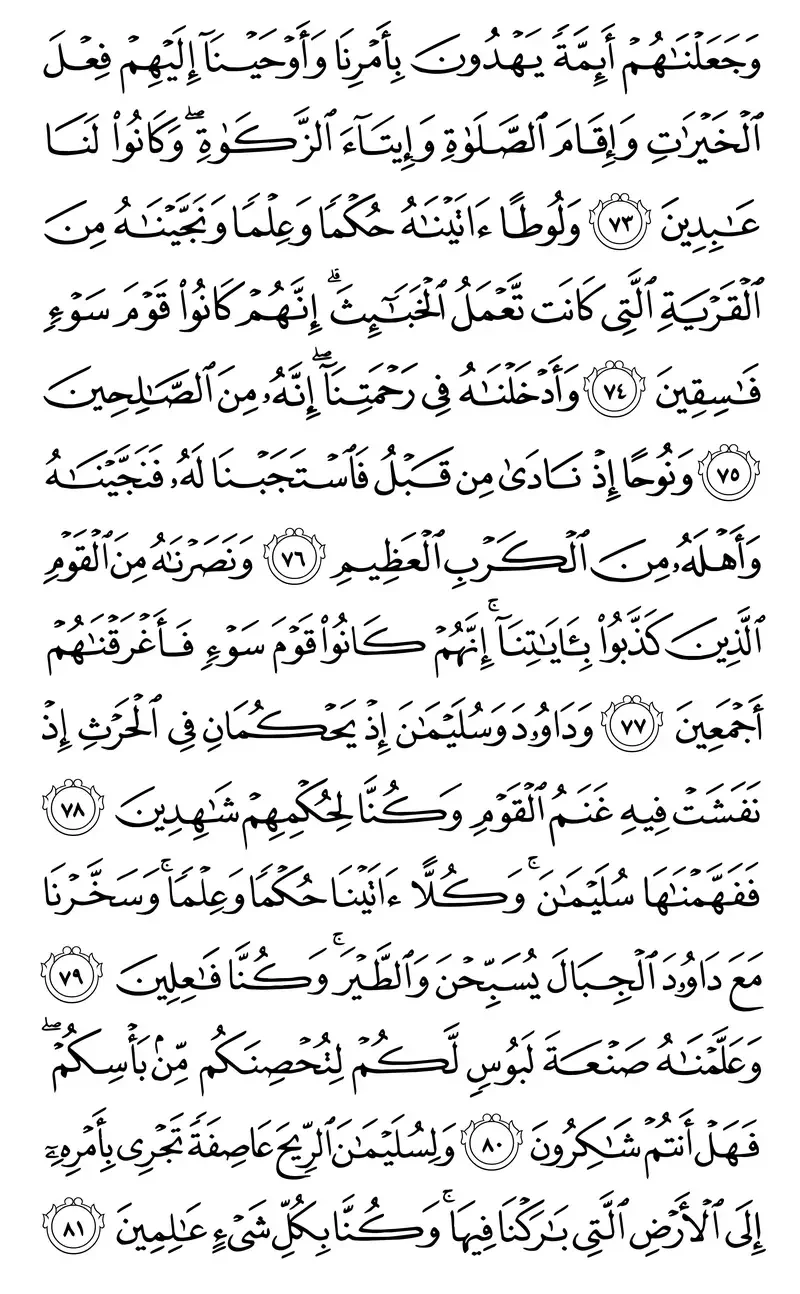 وَجَعَلْنَٰهُمْ أَئِمَّةً يَهْدُونَ بِأَمْرِنَا وَأَوْحَيْنَآ إِلَيْهِمْ فِعْلَ
ٱلْخَيْرَٰتِ وَإِقَامَ ٱلصَّلَوٰةِ وَإِيتَآءَ ٱلزَّكَوٰةِ ۖ وَكَانُوا۟ لَنَا
عَٰبِدِينَ ٧٣ وَلُوطًا ءَاتَيْنَٰهُ حُكْمًا وَعِلْمًا وَنَجَّيْنَٰهُ مِنَ
ٱلْقَرْيَةِ ٱلَّتِى كَانَت تَّعْمَلُ ٱلْخَبَٰٓئِثَ ۗ إِنَّهُمْ كَانُوا۟ قَوْمَ سَوْءٍ
فَٰسِقِينَ ٧٤ وَأَدْخَلْنَٰهُ فِى رَحْمَتِنَآ ۖ إِنَّهُۥ مِنَ ٱلصَّٰلِحِينَ
٧٥ وَنُوحًا إِذْ نَادَىٰ مِن قَبْلُ فَٱسْتَجَبْنَا لَهُۥ فَنَجَّيْنَٰهُ
وَأَهْلَهُۥ مِنَ ٱلْكَرْبِ ٱلْعَظِيمِ ٧٦ وَنَصَرْنَٰهُ مِنَ ٱلْقَوْمِ
ٱلَّذِينَ كَذَّبُوا۟ بِـَٔايَٰتِنَآ ۚ إِنَّهُمْ كَانُوا۟ قَوْمَ سَوْءٍ فَأَغْرَقْنَٰهُمْ
أَجْمَعِينَ ٧٧ وَدَاوُۥدَ وَسُلَيْمَٰنَ إِذْ يَحْكُمَانِ فِى ٱلْحَرْثِ إِذْ
نَفَشَتْ فِيهِ غَنَمُ ٱلْقَوْمِ وَكُنَّا لِحُكْمِهِمْ شَٰهِدِينَ ٧٨
فَفَهَّمْنَٰهَا سُلَيْمَٰنَ ۚ وَكُلًّا ءَاتَيْنَا حُكْمًا وَعِلْمًا ۚ وَسَخَّرْنَا
مَعَ دَاوُۥدَ ٱلْجِبَالَ يُسَبِّحْنَ وَٱلطَّيْرَ ۚ وَكُنَّا فَٰعِلِينَ ٧٩
وَعَلَّمْنَٰهُ صَنْعَةَ لَبُوسٍ لَّكُمْ لِتُحْصِنَكُم مِّنۢ بَأْسِكُمْ ۖ
فَهَلْ أَنتُمْ شَٰكِرُونَ ٨٠ وَلِسُلَيْمَٰنَ ٱلرِّيحَ عَاصِفَةً تَجْرِى بِأَمْرِهِۦٓ
إِلَى ٱلْأَرْضِ ٱلَّتِى بَٰرَكْنَا فِيهَا ۚ وَكُنَّا بِكُلِّ شَىْءٍ عَٰلِمِينَ ٨١